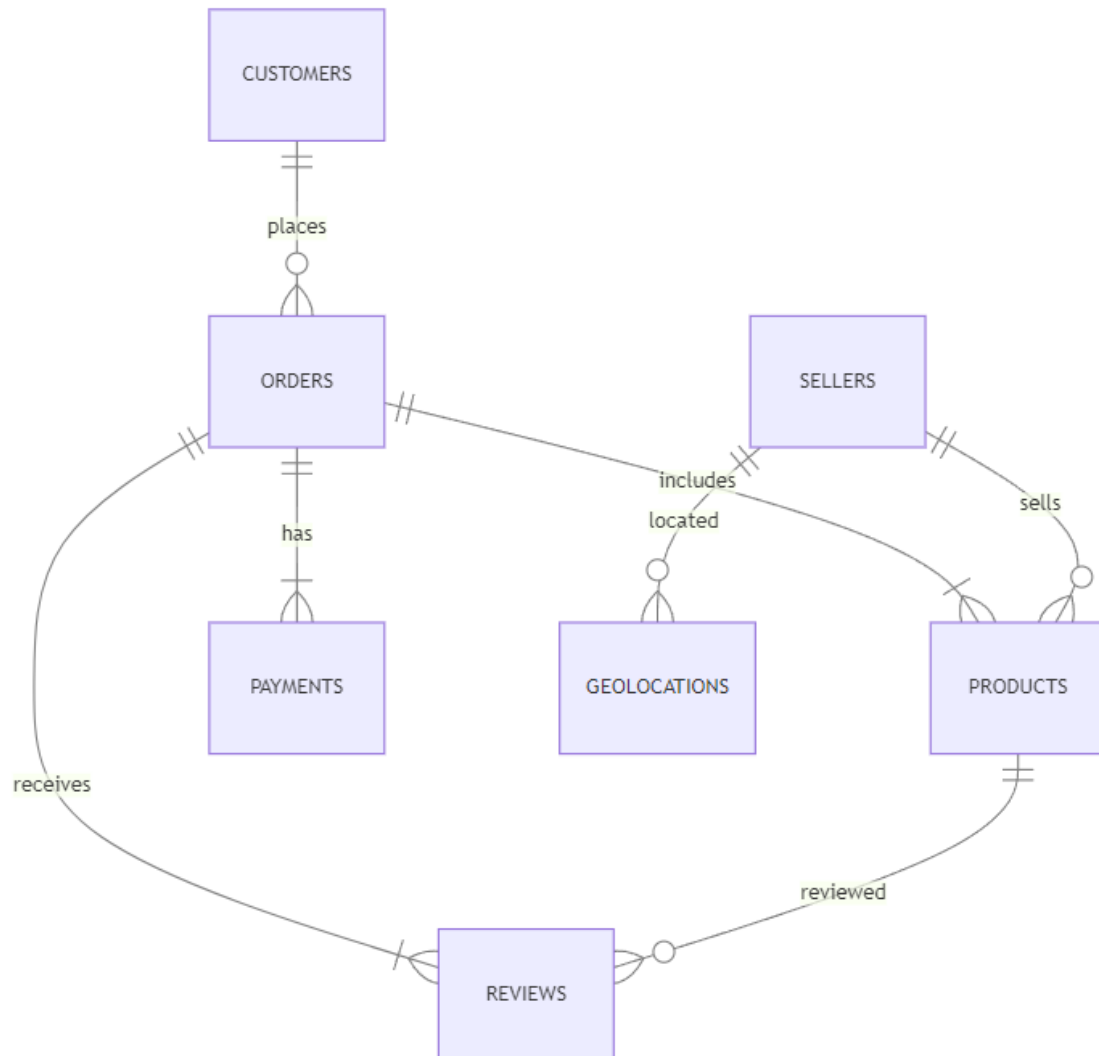 CUSTOMERS
places
ORDERS
SELLERS
includes
located
sells
has
PAYMENTS
GEOLOCATIONS
PRODUCTS
receives
reviewed
REVIEWS